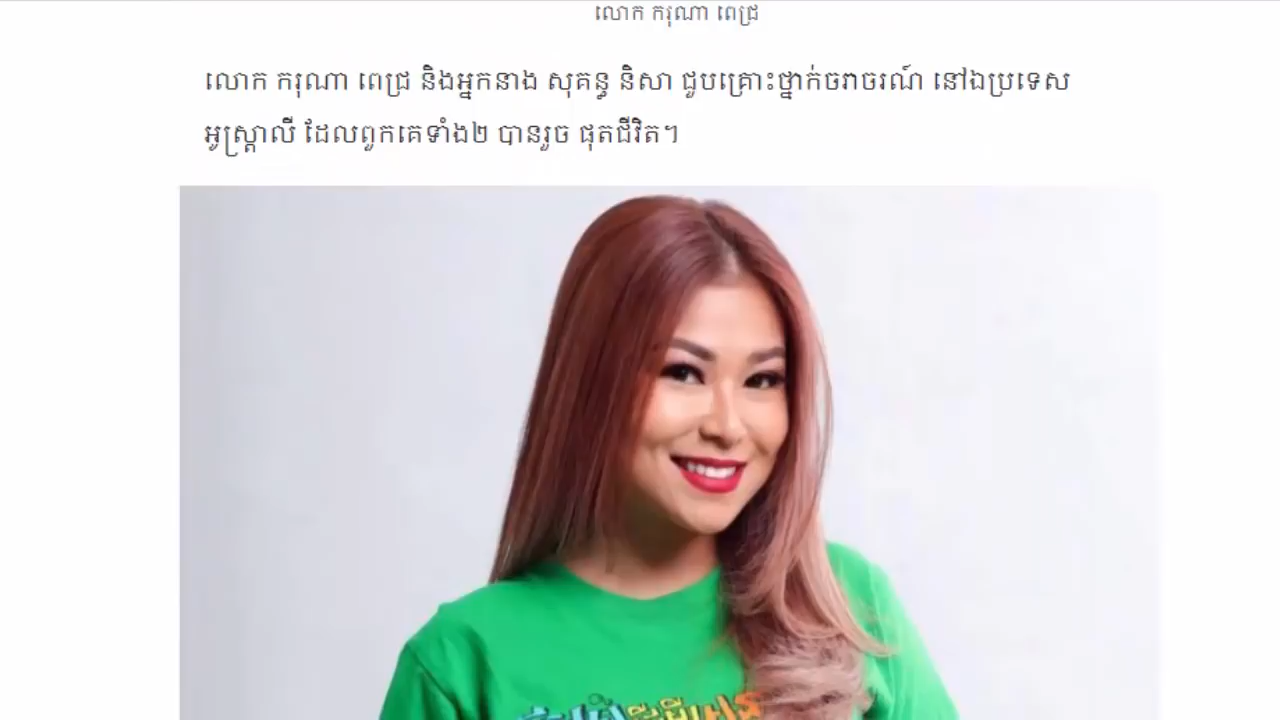 លោក ករុណា ពេជ្រ
លោក ករុណា ពេជ្រ និងអ្នកនាង សុគន្ធ និសា ជួបគ្រោះថ្នាក់ចរាចរណ៍ នៅឯប្រទេស
អូស្ត្រាលី ដែលពួកគេទាំង២ បានរួច ផុតជីវិត។